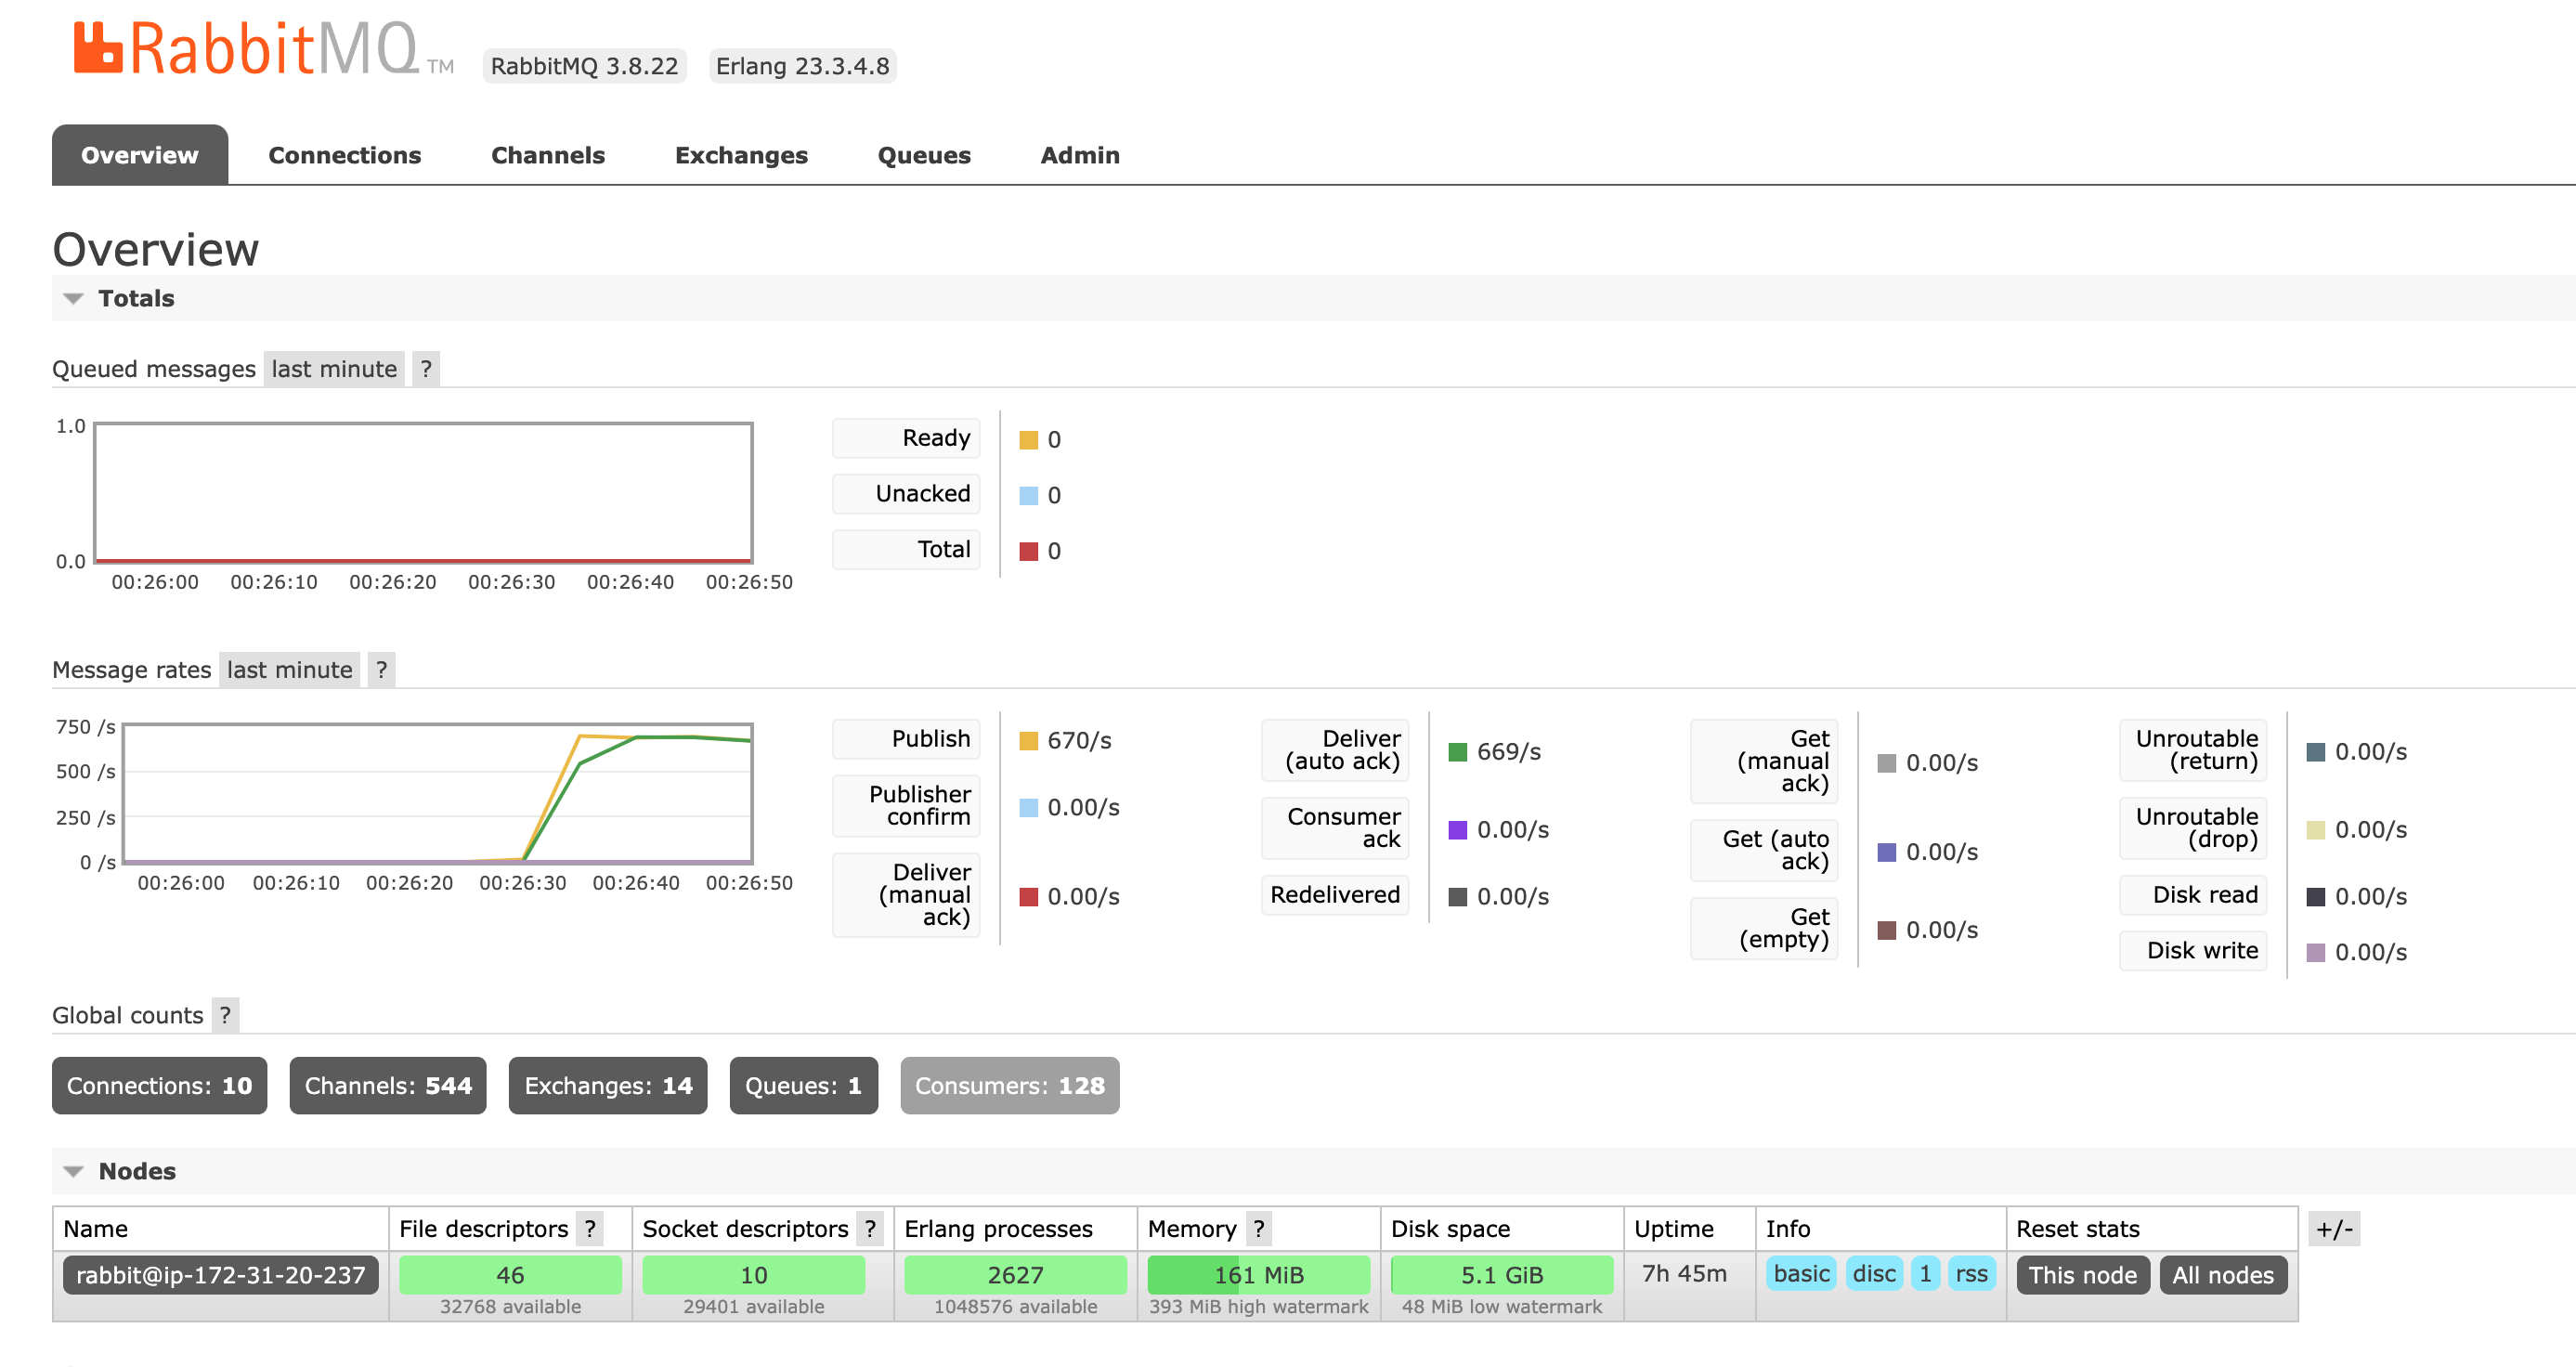 RabbitMQ TM RabbitMQ 3.8.22 Erlang 23.3.4.8
Overview Connections Channels Exchanges Queues Admin
Overview
Totals
Queued messages last minute ?
1.0
0.0
00:26:00 00:26:10 00:26:20 00:26:30 00:26:40 00:26:50
Ready 0
Unacked 0
Total 0
Message rates last minute ?
750 /s
500 /s
250 /s
0 /s
00:26:00 00:26:10 00:26:20 00:26:30 00:26:40 00:26:50
Publish 670/s
Publisher
confirm 0.00/s
Deliver
(manual
ack) 0.00/s
Deliver
(auto ack) 669/s
Consumer
ack 0.00/s
Redelivered 0.00/s
Get
(manual
ack) 0.00/s
Get (auto
ack) 0.00/s
Get
(empty) 0.00/s
Unroutable
(return) 0.00/s
Unroutable
(drop) 0.00/s
Disk read 0.00/s
Disk write 0.00/s
Global counts ?
Connections: 10 Channels: 544 Exchanges: 14 Queues: 1 Consumers: 128
Nodes
Name File descriptors ? Socket descriptors ? Erlang processes Memory ? Disk space Uptime Info Reset stats +/-
rabbit@ip-172-31-20-237 46 10 2627 161 MiB 5.1 GiB 7h 45m basic disc 1 rss This node All nodes
32768 available 29401 available 1048576 available 393 MiB high watermark 48 MiB low watermark